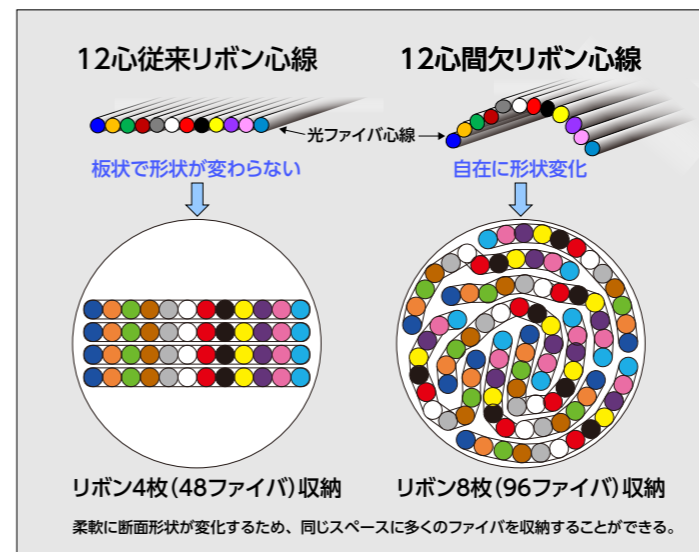 12心従来リボン心線
12心間欠リボン心線
光ファイバ心線
板状で形状が変わらない
自在に形状変化
リボン4枚(48ファイバ)収納
リボン8枚(96ファイバ)収納
柔軟に断面形状が変化するため、同じスペースに多くのファイバを収納することができる。